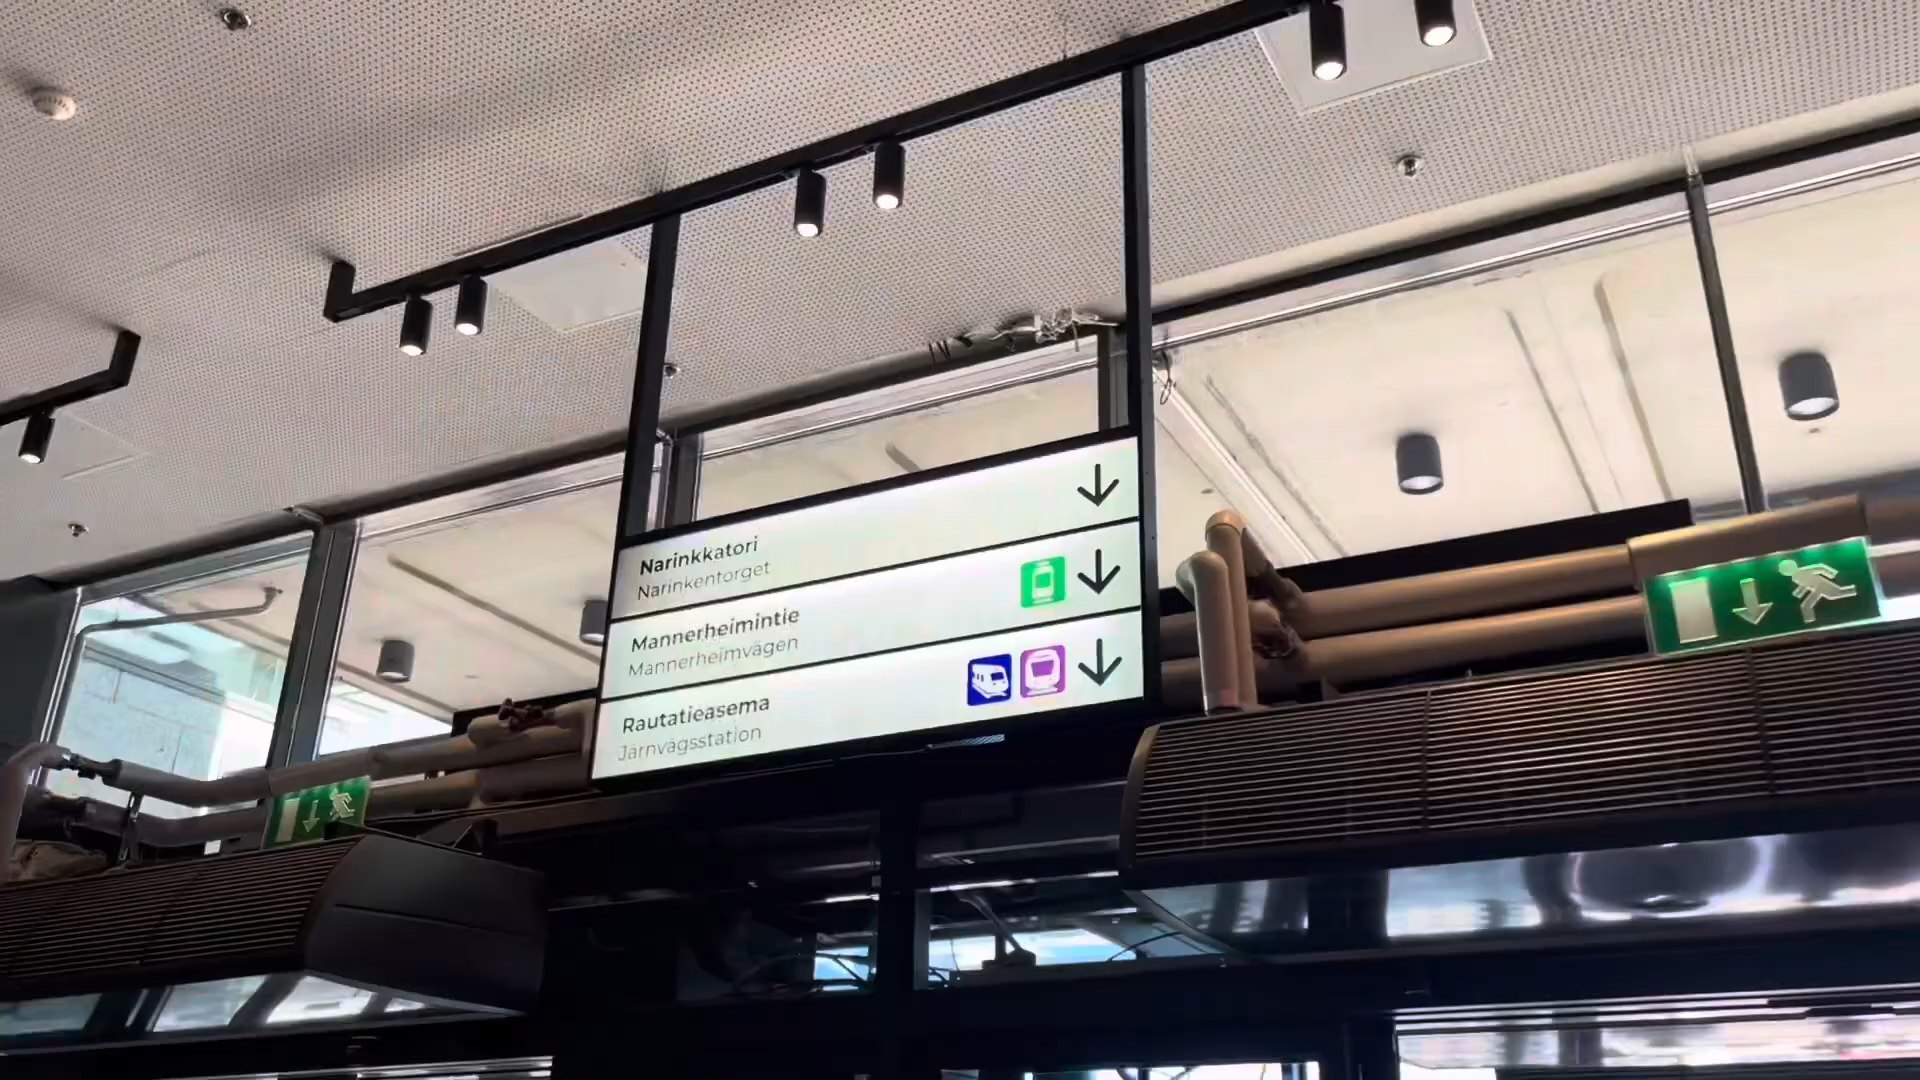 Narinkkatori
Narinkentorget
Mannerheimintie
Mannerheimvägen
Rautatieasema
Järnvägsstation